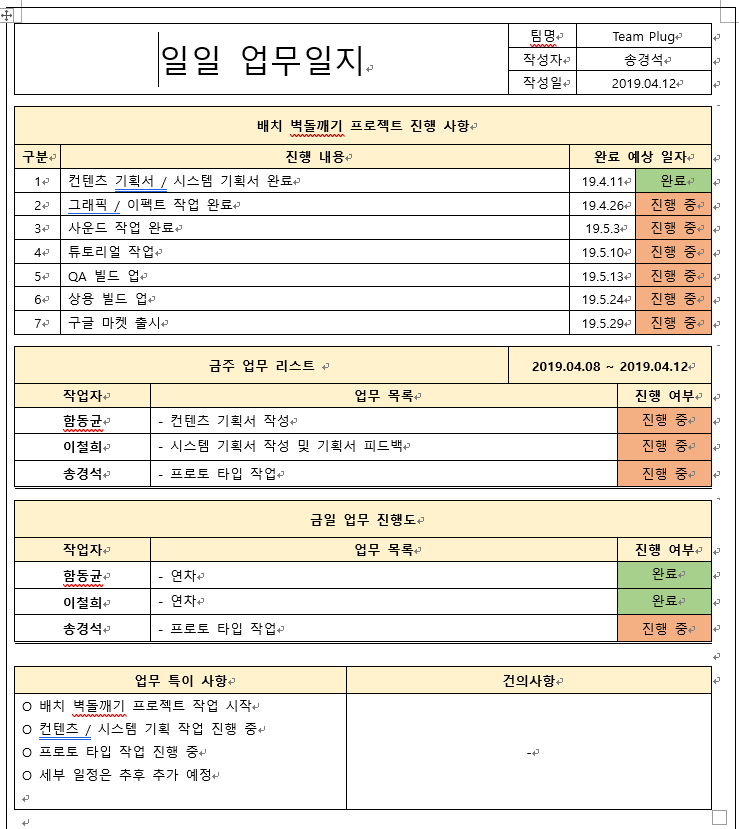 일일 업무일지
팀명 Team Plug
작성자 송경석
작성일 2019.04.12
배치 벽돌깨기 프로젝트 진행 사항
구분 진행 내용 완료 예상 일자
1 컨텐츠 기획서 / 시스템 기획서 완료 19.4.11 완료
2 그래픽 / 이펙트 작업 완료 19.4.26 진행 중
3 사운드 작업 완료 19.5.3 진행 중
4 튜토리얼 작업 19.5.10 진행 중
5 QA 빌드 업 19.5.13 진행 중
6 상용 빌드 업 19.5.24 진행 중
7 구글 마켓 출시 19.5.29 진행 중
금주 업무 리스트 2019.04.08 ~ 2019.04.12
작업자 업무 목록 진행 여부
함동균 - 컨텐츠 기획서 작성 진행 중
이철희 - 시스템 기획서 작성 및 기획서 피드백 진행 중
송경석 - 프로토 타입 작업 진행 중
금일 업무 진행도
작업자 업무 목록 진행 여부
함동균 - 연차 완료
이철희 - 연차 완료
송경석 - 프로토 타입 작업 진행 중
업무 특이 사항 건의사항
O 배치 벽돌깨기 프로젝트 작업 시작
O 컨텐츠 / 시스템 기획 작업 진행 중
O 프로토 타입 작업 진행 중 -
O 세부 일정은 추후 추가 예정